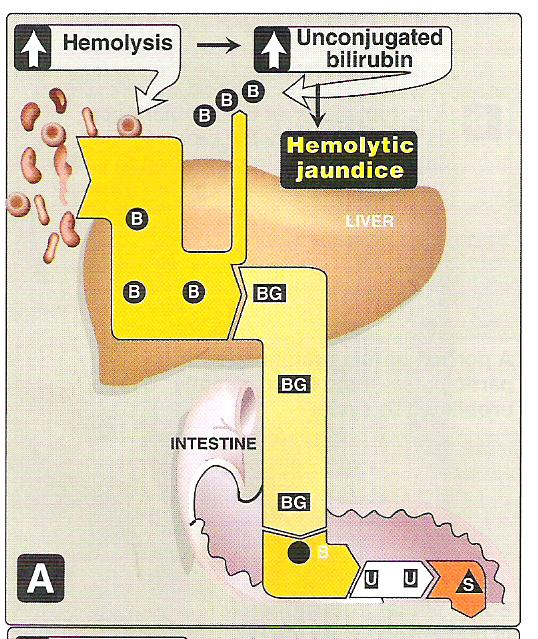 Hemolysis
Unconjugated
bilirubin
B
B
B
Hemolytic
jaundice
B
LIVER
B
B
BG
BG
INTESTINE
BG
B
U
U
S
A